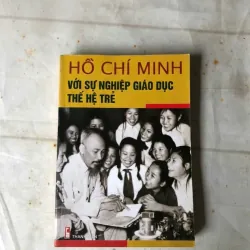 HỒ CHÍ MINH
VỚI SỰ NGHIỆP GIÁO DỤC
THẾ HỆ TRẺ